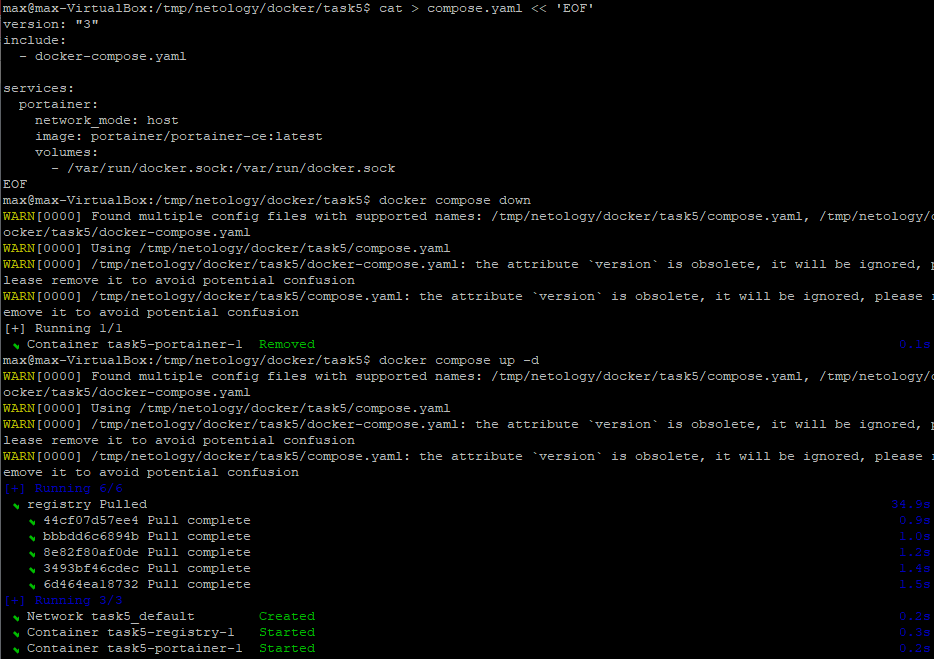 max@max-VirtualBox:/tmp/netology/docker/task5$ cat > compose.yaml << 'EOF'
version: "3"
include:
  - docker-compose.yaml

services:
  portainer:
    network_mode: host
    image: portainer/portainer-ce:latest
    volumes:
      - /var/run/docker.sock:/var/run/docker.sock
EOF
max@max-VirtualBox:/tmp/netology/docker/task5$ docker compose down
WARN[0000] Found multiple config files with supported names: /tmp/netology/docker/task5/compose.yaml, /tmp/netology/d
ocker/task5/docker-compose.yaml
WARN[0000] Using /tmp/netology/docker/task5/compose.yaml
WARN[0000] /tmp/netology/docker/task5/docker-compose.yaml: the attribute `version` is obsolete, it will be ignored, p
lease remove it to avoid potential confusion
WARN[0000] /tmp/netology/docker/task5/compose.yaml: the attribute `version` is obsolete, it will be ignored, please r
emove it to avoid potential confusion
[+] Running 1/1
 ✔ Container task5-portainer-1  Removed 0.1s
max@max-VirtualBox:/tmp/netology/docker/task5$ docker compose up -d
WARN[0000] Found multiple config files with supported names: /tmp/netology/docker/task5/compose.yaml, /tmp/netology/d
ocker/task5/docker-compose.yaml
WARN[0000] Using /tmp/netology/docker/task5/compose.yaml
WARN[0000] /tmp/netology/docker/task5/docker-compose.yaml: the attribute `version` is obsolete, it will be ignored, p
lease remove it to avoid potential confusion
WARN[0000] /tmp/netology/docker/task5/compose.yaml: the attribute `version` is obsolete, it will be ignored, please r
emove it to avoid potential confusion
[+] Running 6/6
 ✔ registry Pulled 34.9s
   ✔ 44cf07d57ee4 Pull complete 0.9s
   ✔ bbbdd6c6894b Pull complete 1.0s
   ✔ 8e82f80af0de Pull complete 1.2s
   ✔ 3493bf46cdec Pull complete 1.4s
   ✔ 6d464ea18732 Pull complete 1.5s
[+] Running 3/3
 ✔ Network task5_default        Created 0.2s
 ✔ Container task5-registry-1   Started 0.3s
 ✔ Container task5-portainer-1  Started 0.2s